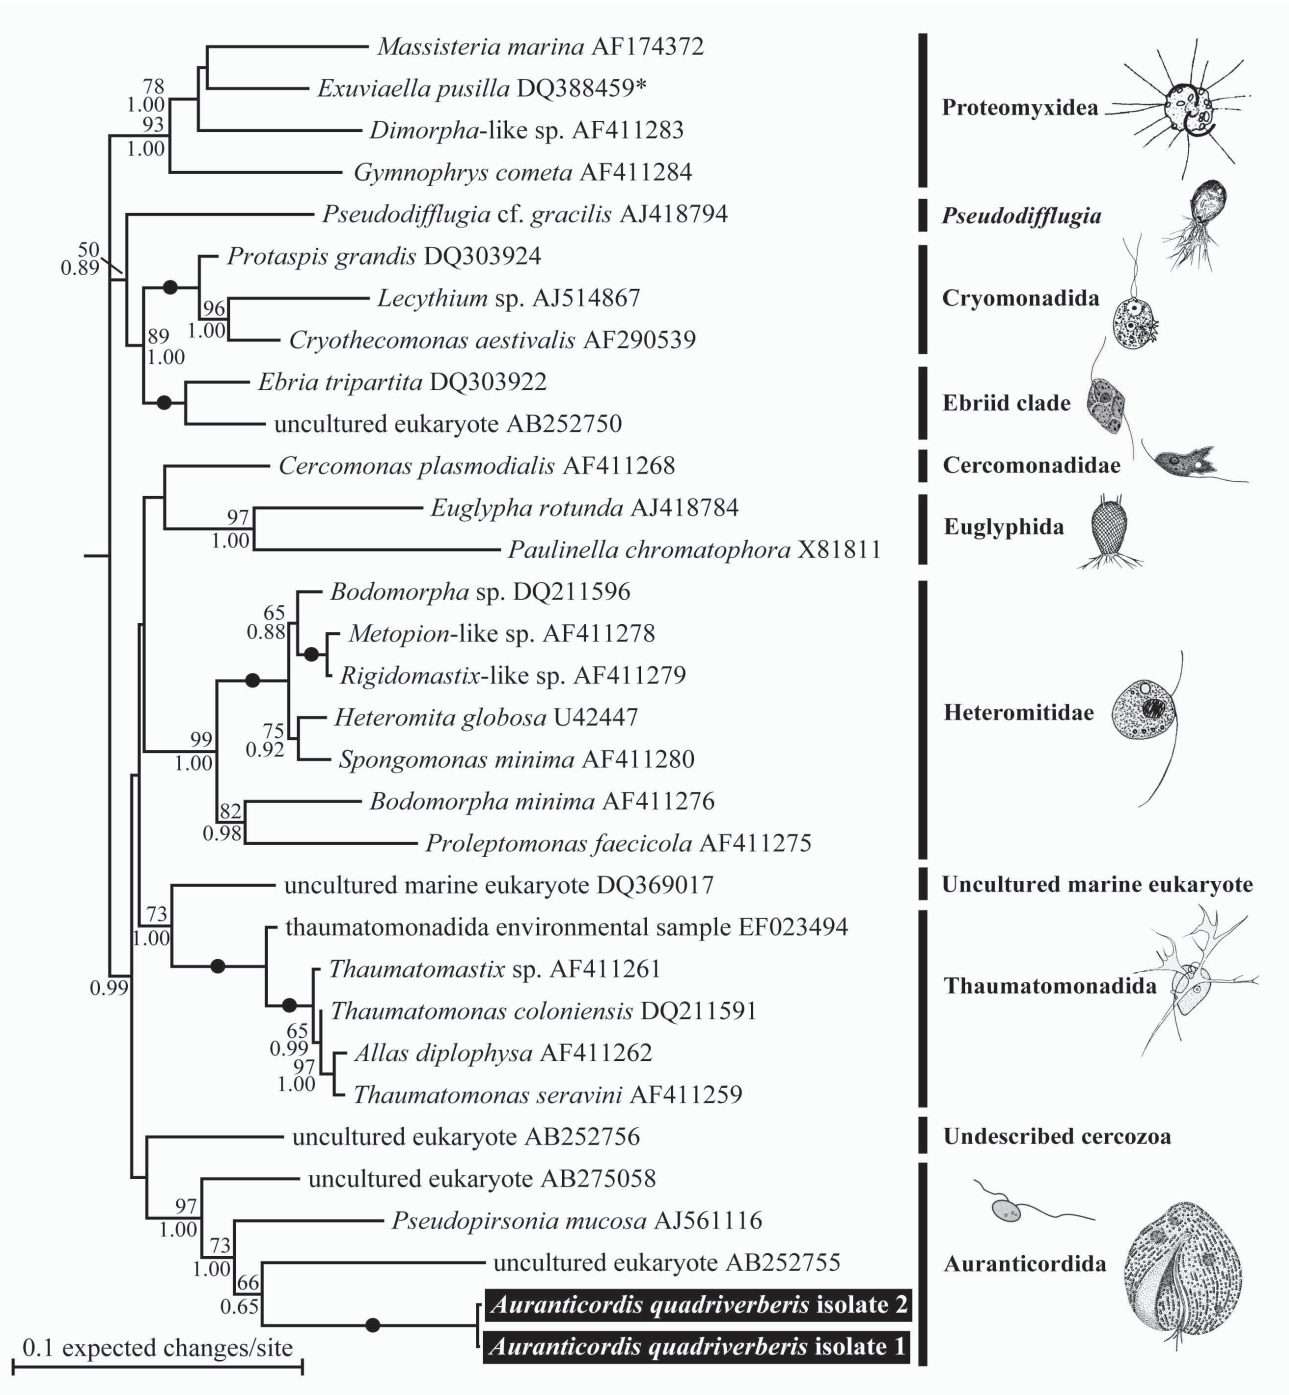 Massisteria marina AF174372
78
1.00
Exuviaella pusilla DQ388459*
Proteomyxidea
93
1.00
Dimorpha-like sp. AF411283
Gymnophrys cometa AF411284
Pseudodifflugia cf. gracilis AJ418794
Pseudodifflugia
50
0.89
Protaspis grandis DQ303924
Lecythium sp. AJ514867
Cryomonadida
96
1.00
89
1.00
Cryothecomonas aestivalis AF290539
Ebria tripartita DQ303922
Ebriid clade
uncultured eukaryote AB252750
Cercomonas plasmodialis AF411268
Cercomonadidae
Euglypha rotunda AJ418784
97
1.00
Euglyphida
Paulinella chromatophora X81811
Bodomorpha sp. DQ211596
65
0.88
Metopion-like sp. AF411278
Rigidomastix-like sp. AF411279
Heteromita globosa U42447
Heteromitidae
75
0.92
99
1.00
Spongomonas minima AF411280
Bodomorpha minima AF411276
82
0.98
Proleptomonas faecicola AF411275
uncultured marine eukaryote DQ369017
Uncultured marine eukaryote
73
1.00
thaumatomonadida environmental sample EF023494
Thaumatomastix sp. AF411261
0.99
Thaumatomonadida
Thaumatomonas coloniensis DQ211591
65
0.99
Allas diplophysa AF411262
97
1.00
Thaumatomonas seravini AF411259
uncultured eukaryote AB252756
Undescribed cercozoa
uncultured eukaryote AB275058
97
1.00
Pseudopirsonia mucosa AJ561116
73
1.00
uncultured eukaryote AB252755
Auranticordida
66
0.65
Auranticordis quadriverberis isolate 2
Auranticordis quadriverberis isolate 1
0.1 expected changes/site